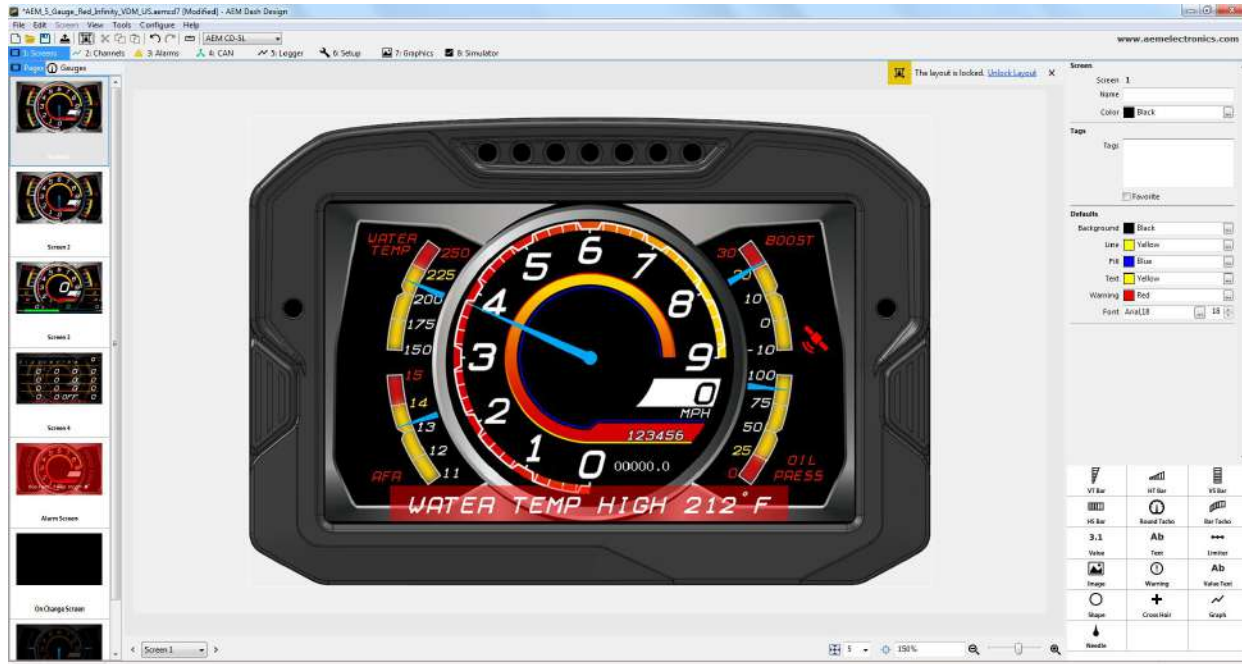 *AEM_5_Gauge_Red_Infinity_VDM_US.aemcd7 [Modified] - AEM Dash Design
File Edit Screen View Tools Configure Help
AEM CD-5L
www.aemelectronics.com
1: Screens 2: Channels 3: Alarms 4: CAN 5: Logger 6: Setup 7: Graphics 8: Simulator
Pages Gauges
The layout is locked. Unlock Layout X
Screen 2
Screen 3
Screen 4
Alarm Screen
On Change Screen
WATER TEMP
250
225
200
175
150
15
14
13
12
11
AFR
0
1
2
3
4
5
6
7
8
9
0
MPH
123456
00000.0
BOOST
30
20
10
0
-10
100
75
50
25
0
OIL PRESS
WATER TEMP HIGH 212°F
< Screen 1 >
5
150%
Screen
Screen 1
Name
Color Black
Tags
Tags
Favorite
Defaults
Background Black
Line Yellow
Fill Blue
Text Yellow
Warning Red
Font Arial,18 18
VT Bar HT Bar VS Bar
HS Bar Round Tacho Bar Tacho
3.1 Ab
Value Text Limiter
Ab
Image Warning Value Text
Shape Cross Hair Graph
Needle